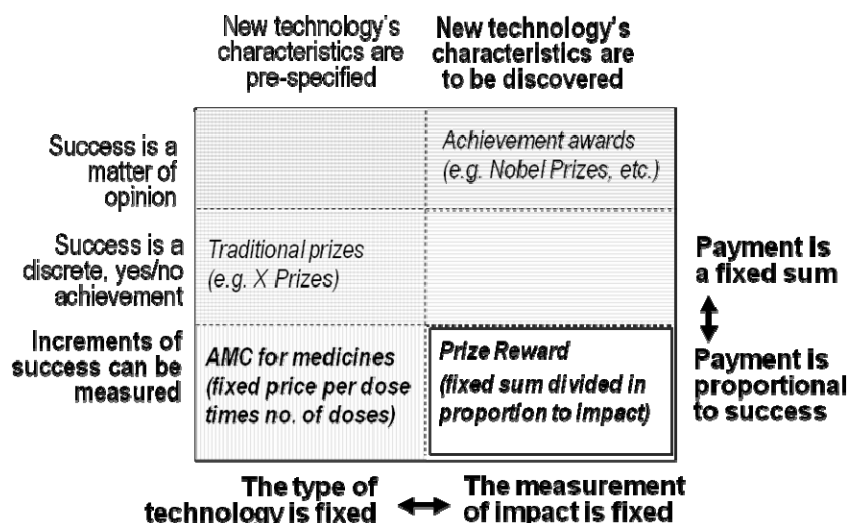 New technology's
characteristics are
pre-specified
New technology's
characteristics are
to be discovered
Success is a
matter of
opinion
Achievement awards
(e.g. Nobel Prizes, etc.)
Success is a
discrete, yes/no
achievement
Traditional prizes
(e.g. X Prizes)
Payment is
a fixed sum
Increments of
success can be
measured
AMC for medicines
(fixed price per dose
times no. of doses)
Prize Reward
(fixed sum divided in
proportion to impact)
Payment is
proportional
to success
The type of
technology is fixed
The measurement
of impact is fixed